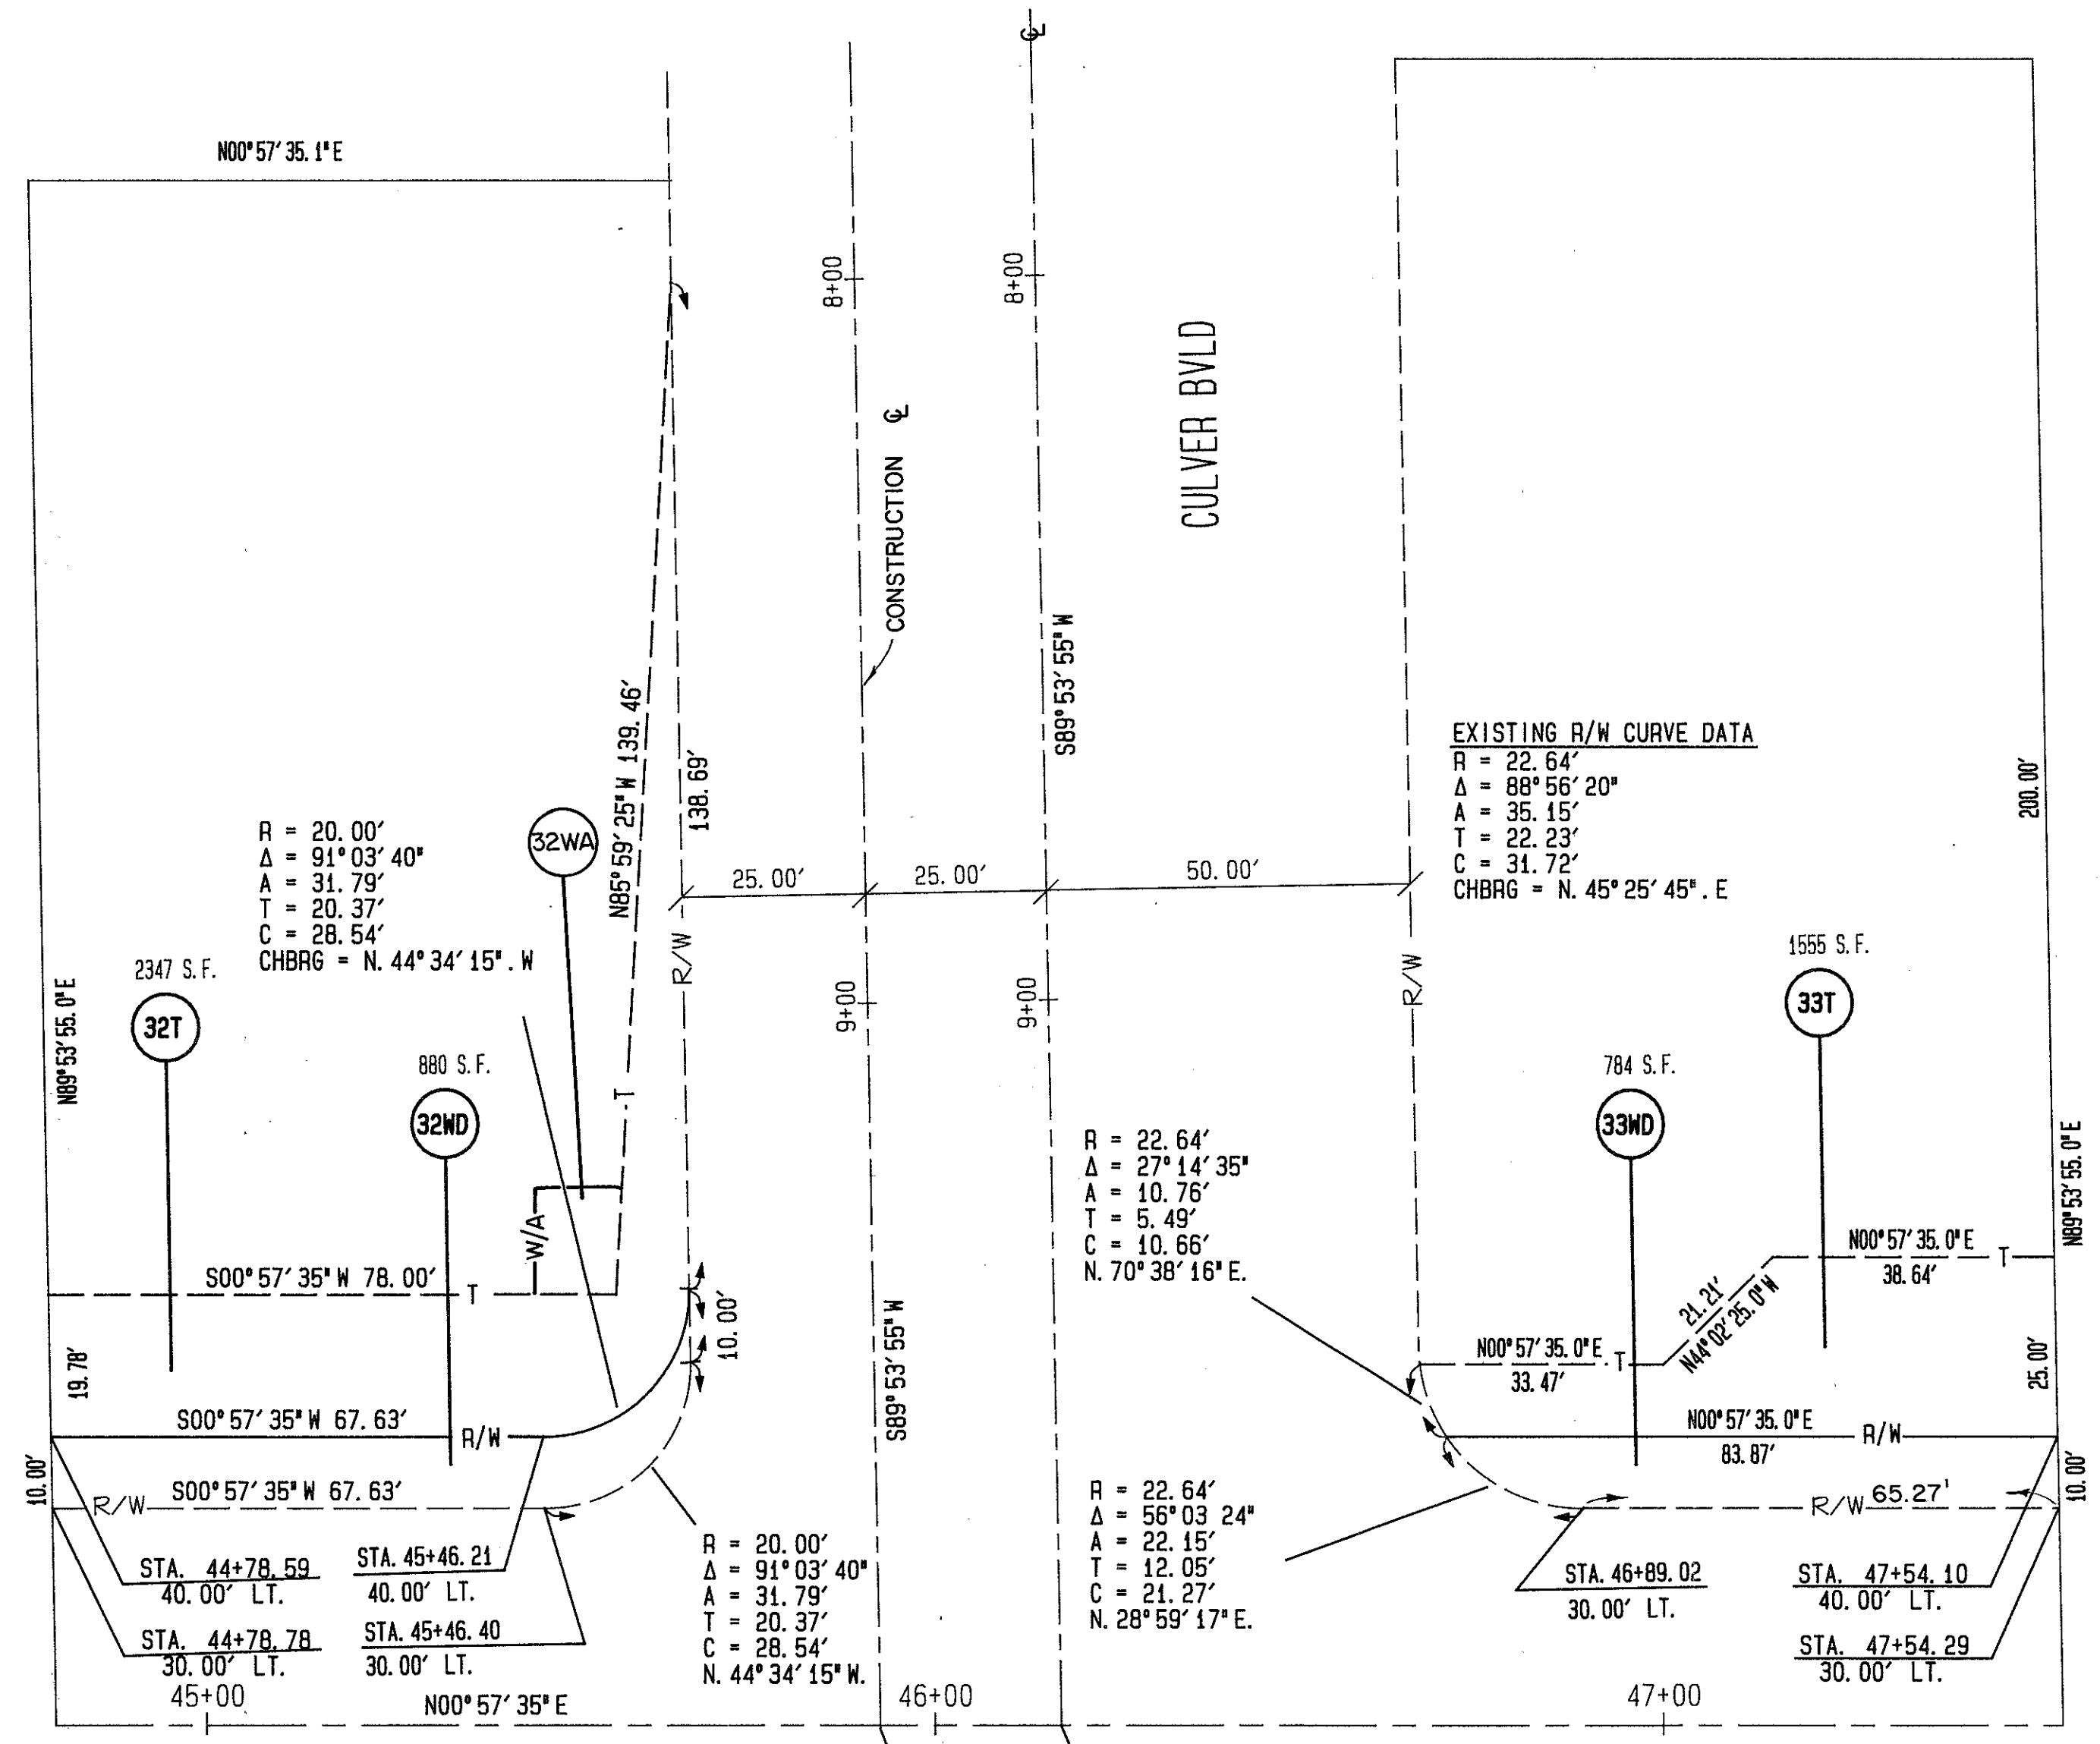 ℄
N00°57'35.1"E
8+00
8+00
CULVER BVLD
CONSTRUCTION ℄
S89°53'55"W
N85°59'25"W 139.46'
138.69'
EXISTING R/W CURVE DATA
R = 22.64'
Δ = 88°56'20"
A = 35.15'
T = 22.23'
C = 31.72'
CHBRG = N.45°25'45".E
200.00'
R = 20.00'
Δ = 91°03'40"
A = 31.79'
T = 20.37'
C = 28.54'
CHBRG = N.44°34'15".W
32WA
25.00'
25.00'
50.00'
R/W
R/W
9+00
9+00
N89°53'55.0"E
2347 S.F.
32T
880 S.F.
32WD
T
W/A
1555 S.F.
33T
784 S.F.
33WD
N89°53'55.0"E
R = 22.64'
Δ = 27°14'35"
A = 10.76'
T = 5.49'
C = 10.66'
N.70°38'16"E.
S00°57'35"W 78.00'
T
10.00'
S89°53'55"W
19.78'
N00°57'35.0"E
T
38.64'
21.21'
N44°02'25.0"W
N00°57'35.0"E
T
33.47'
25.00'
S00°57'35"W 67.63'
R/W
N00°57'35.0"E
R/W
83.87'
10.00'
S00°57'35"W 67.63'
R/W
R/W
65.27'
10.00'
R = 22.64'
Δ = 56°03 24"
A = 22.15'
T = 12.05'
C = 21.27'
N.28°59'17"E.
R = 20.00'
Δ = 91°03'40"
A = 31.79'
T = 20.37'
C = 28.54'
N.44°34'15"W.
STA. 44+78.59
40.00' LT.
STA. 45+46.21
40.00' LT.
STA. 44+78.78
30.00' LT.
STA. 45+46.40
30.00' LT.
STA. 46+89.02
30.00' LT.
STA. 47+54.10
40.00' LT.
STA. 47+54.29
30.00' LT.
45+00
N00°57'35"E
46+00
47+00